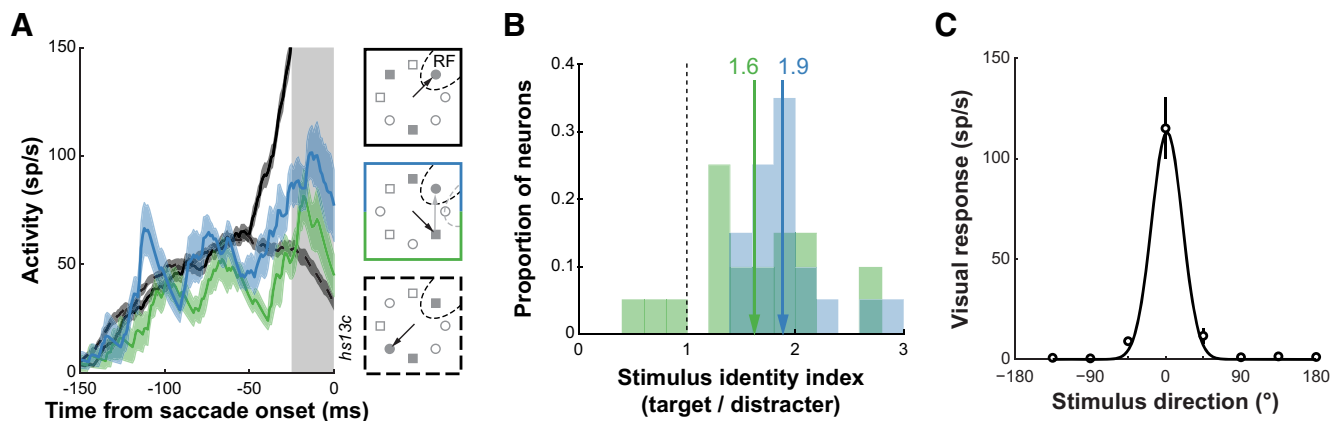 A
Activity (sp/s)
150
100
50
0
-150
-100
-50
0
Time from saccade onset (ms)
RF
hs13c
B
Proportion of neurons
0.4
0.3
0.2
0.1
0
0
1
2
3
1.6
1.9
Stimulus identity index
(target / distracter)
C
Visual response (sp/s)
150
100
50
0
−180
−90
0
90
180
Stimulus direction (°)